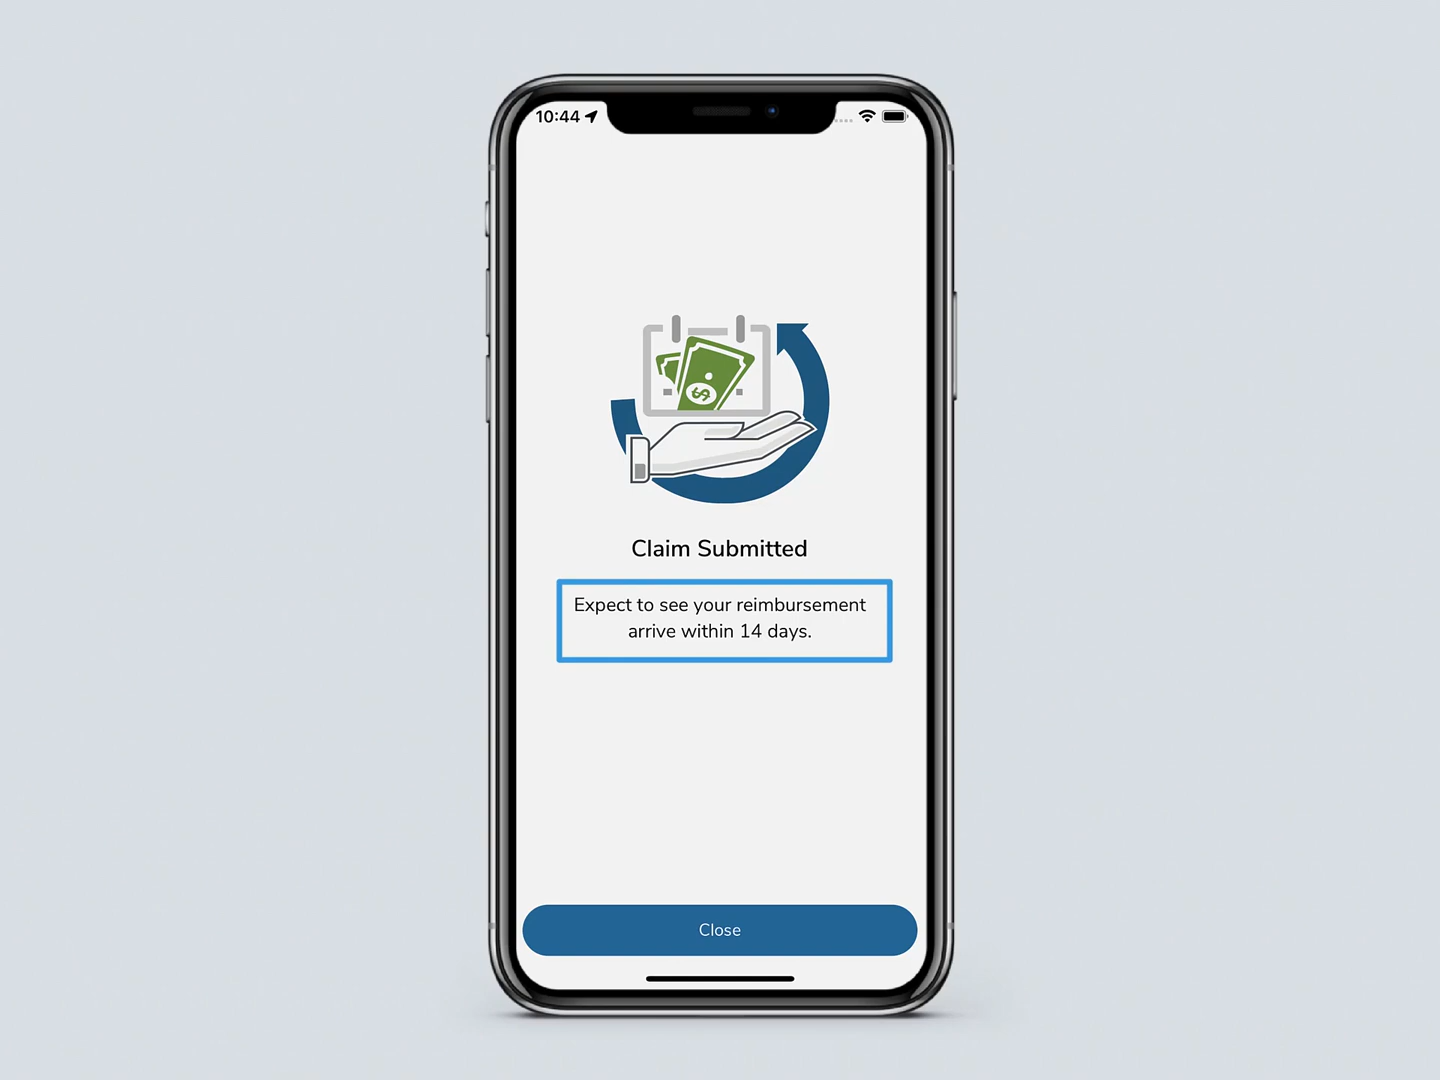 10:44
Claim Submitted
Expect to see your reimbursement
arrive within 14 days.
Close